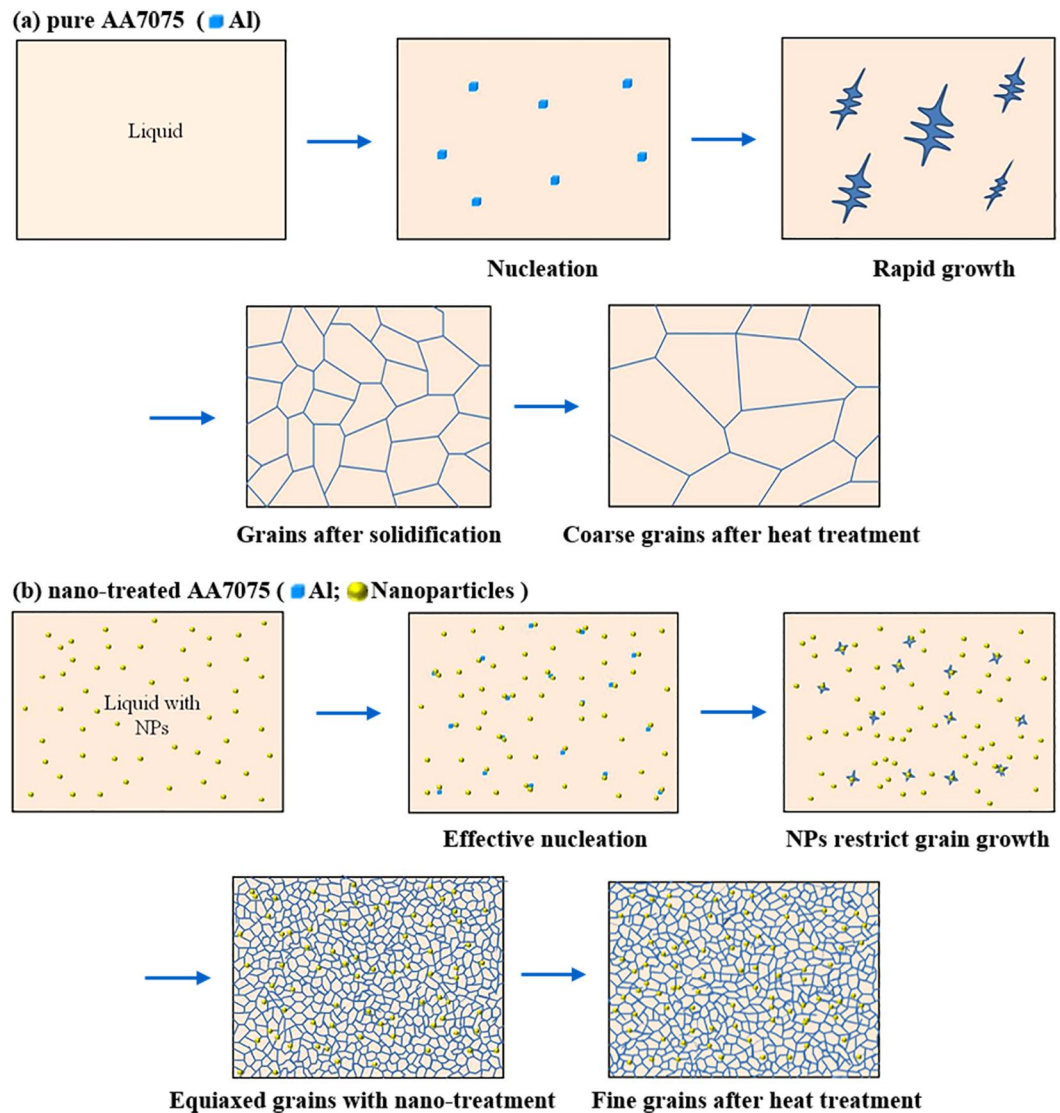 (a) pure AA7075 ( Al)
Liquid
Nucleation
Rapid growth
Grains after solidification
Coarse grains after heat treatment
(b) nano-treated AA7075 ( Al; Nanoparticles )
Liquid with
NPs
Effective nucleation
NPs restrict grain growth
Equiaxed grains with nano-treatment
Fine grains after heat treatment